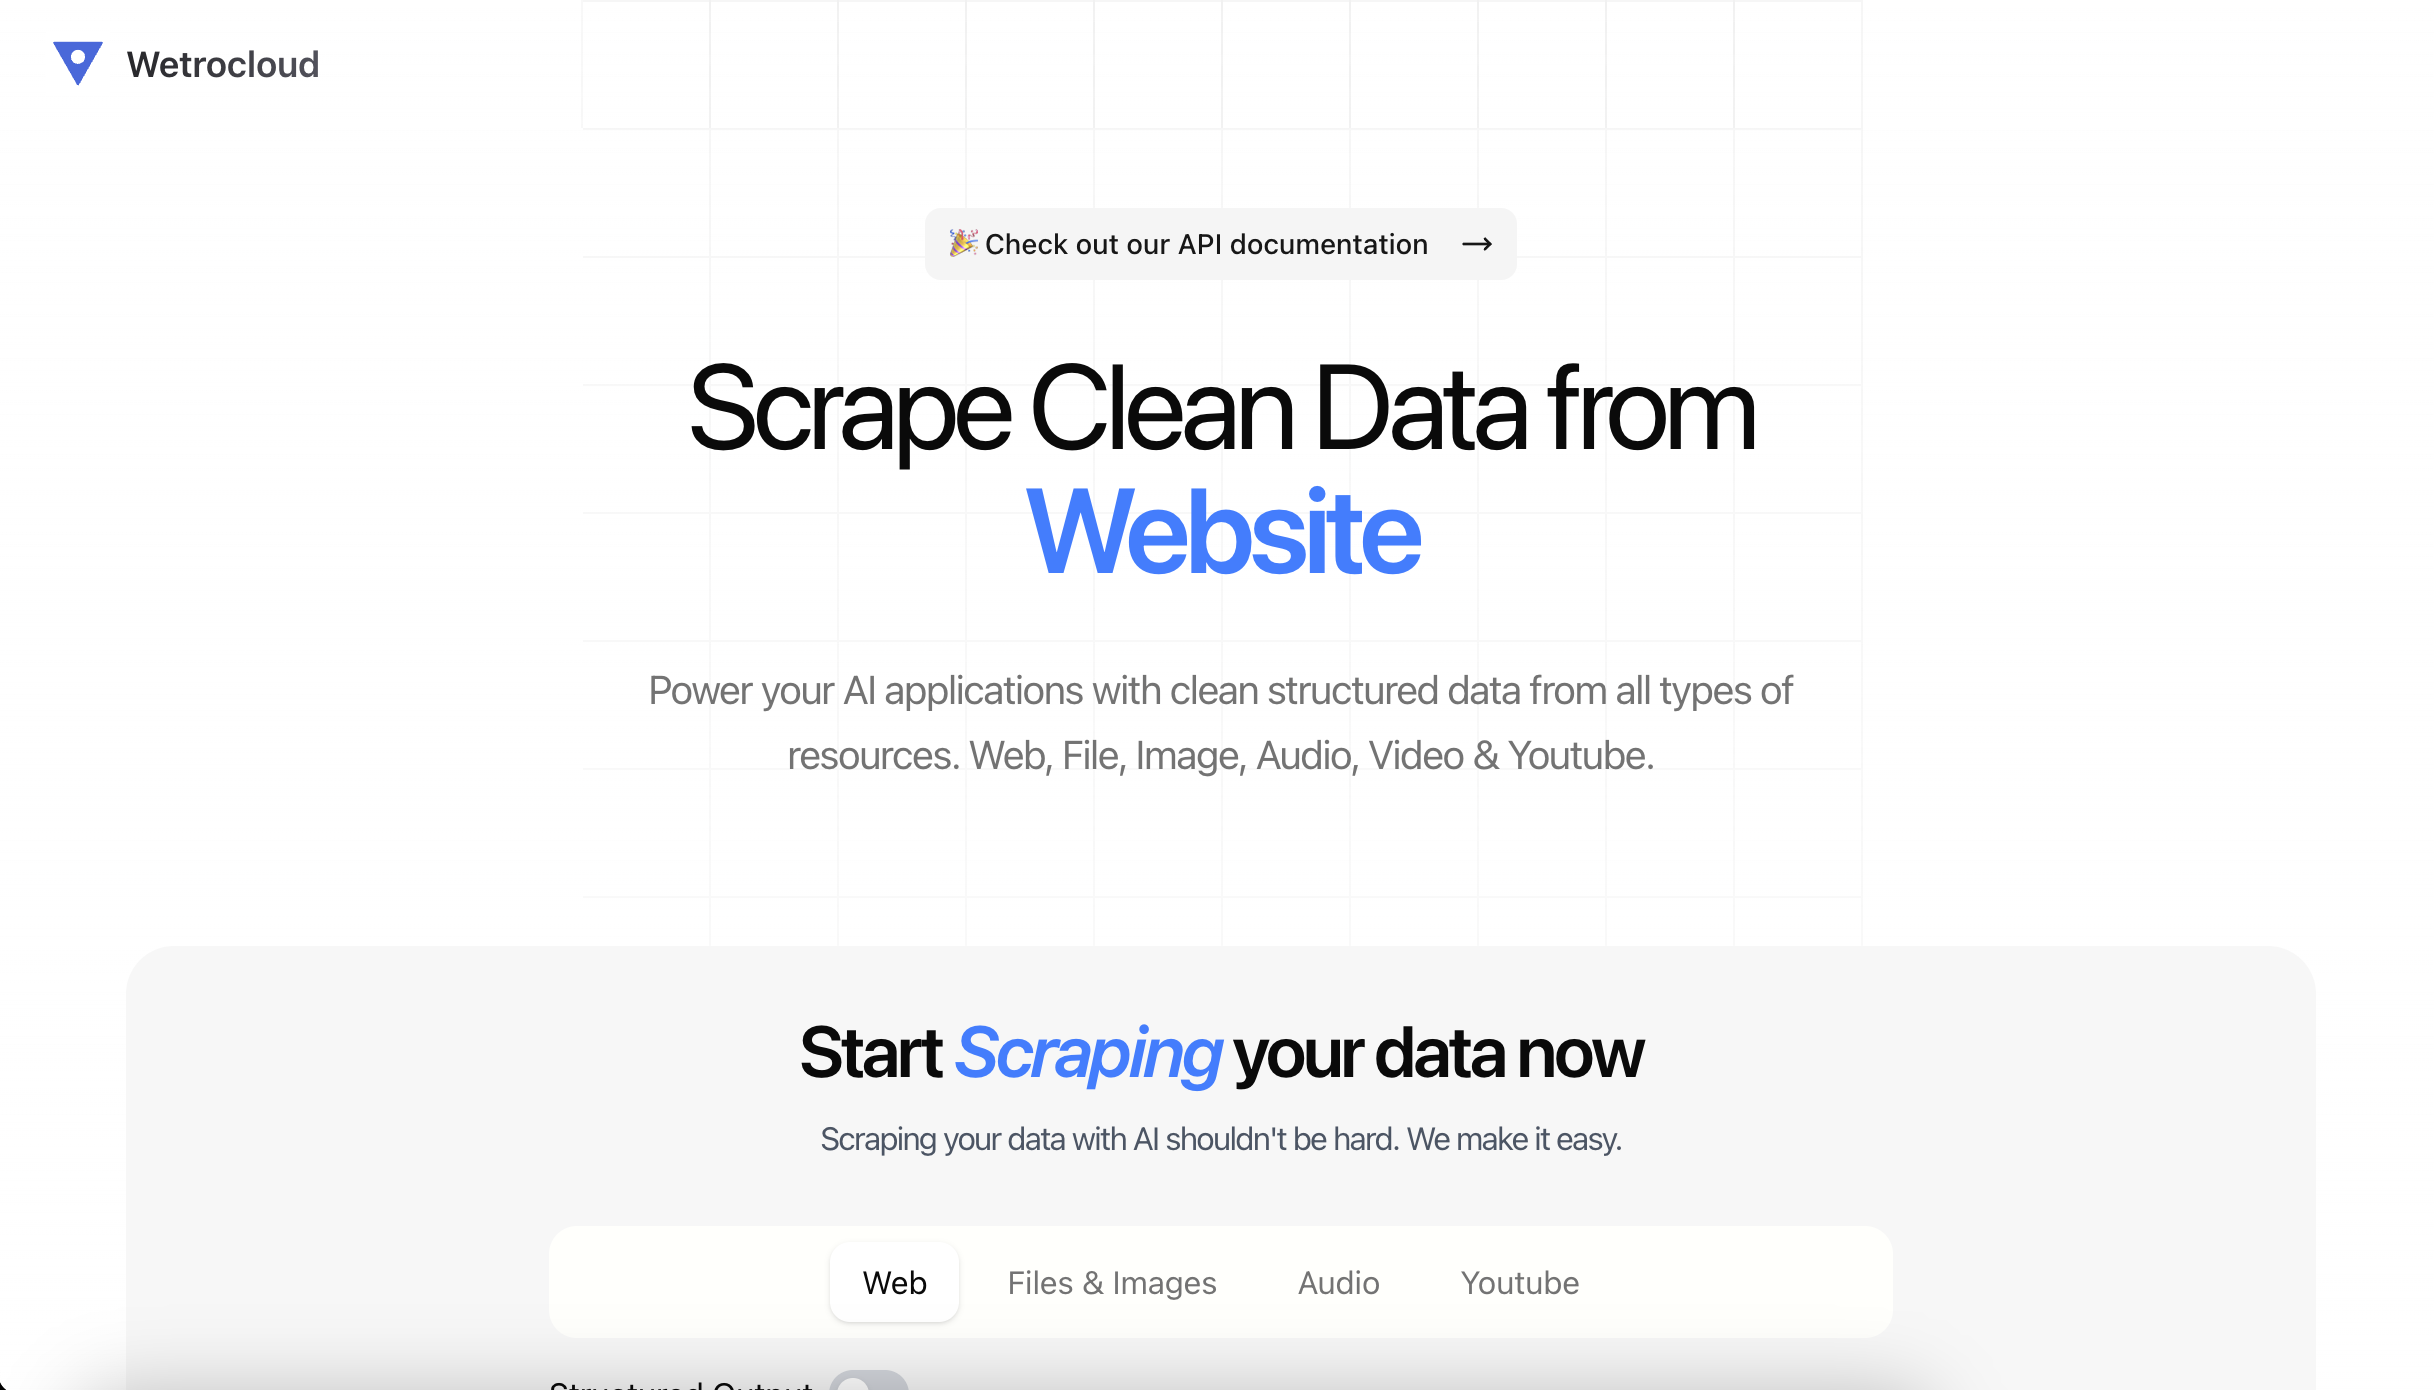 Wetrocloud
🎉 Check out our API documentation →
Scrape Clean Data from
Website
Power your AI applications with clean structured data from all types of
resources. Web, File, Image, Audio, Video & Youtube.
Start Scraping your data now
Scraping your data with AI shouldn't be hard. We make it easy.
Web Files & Images Audio Youtube
Structured Output